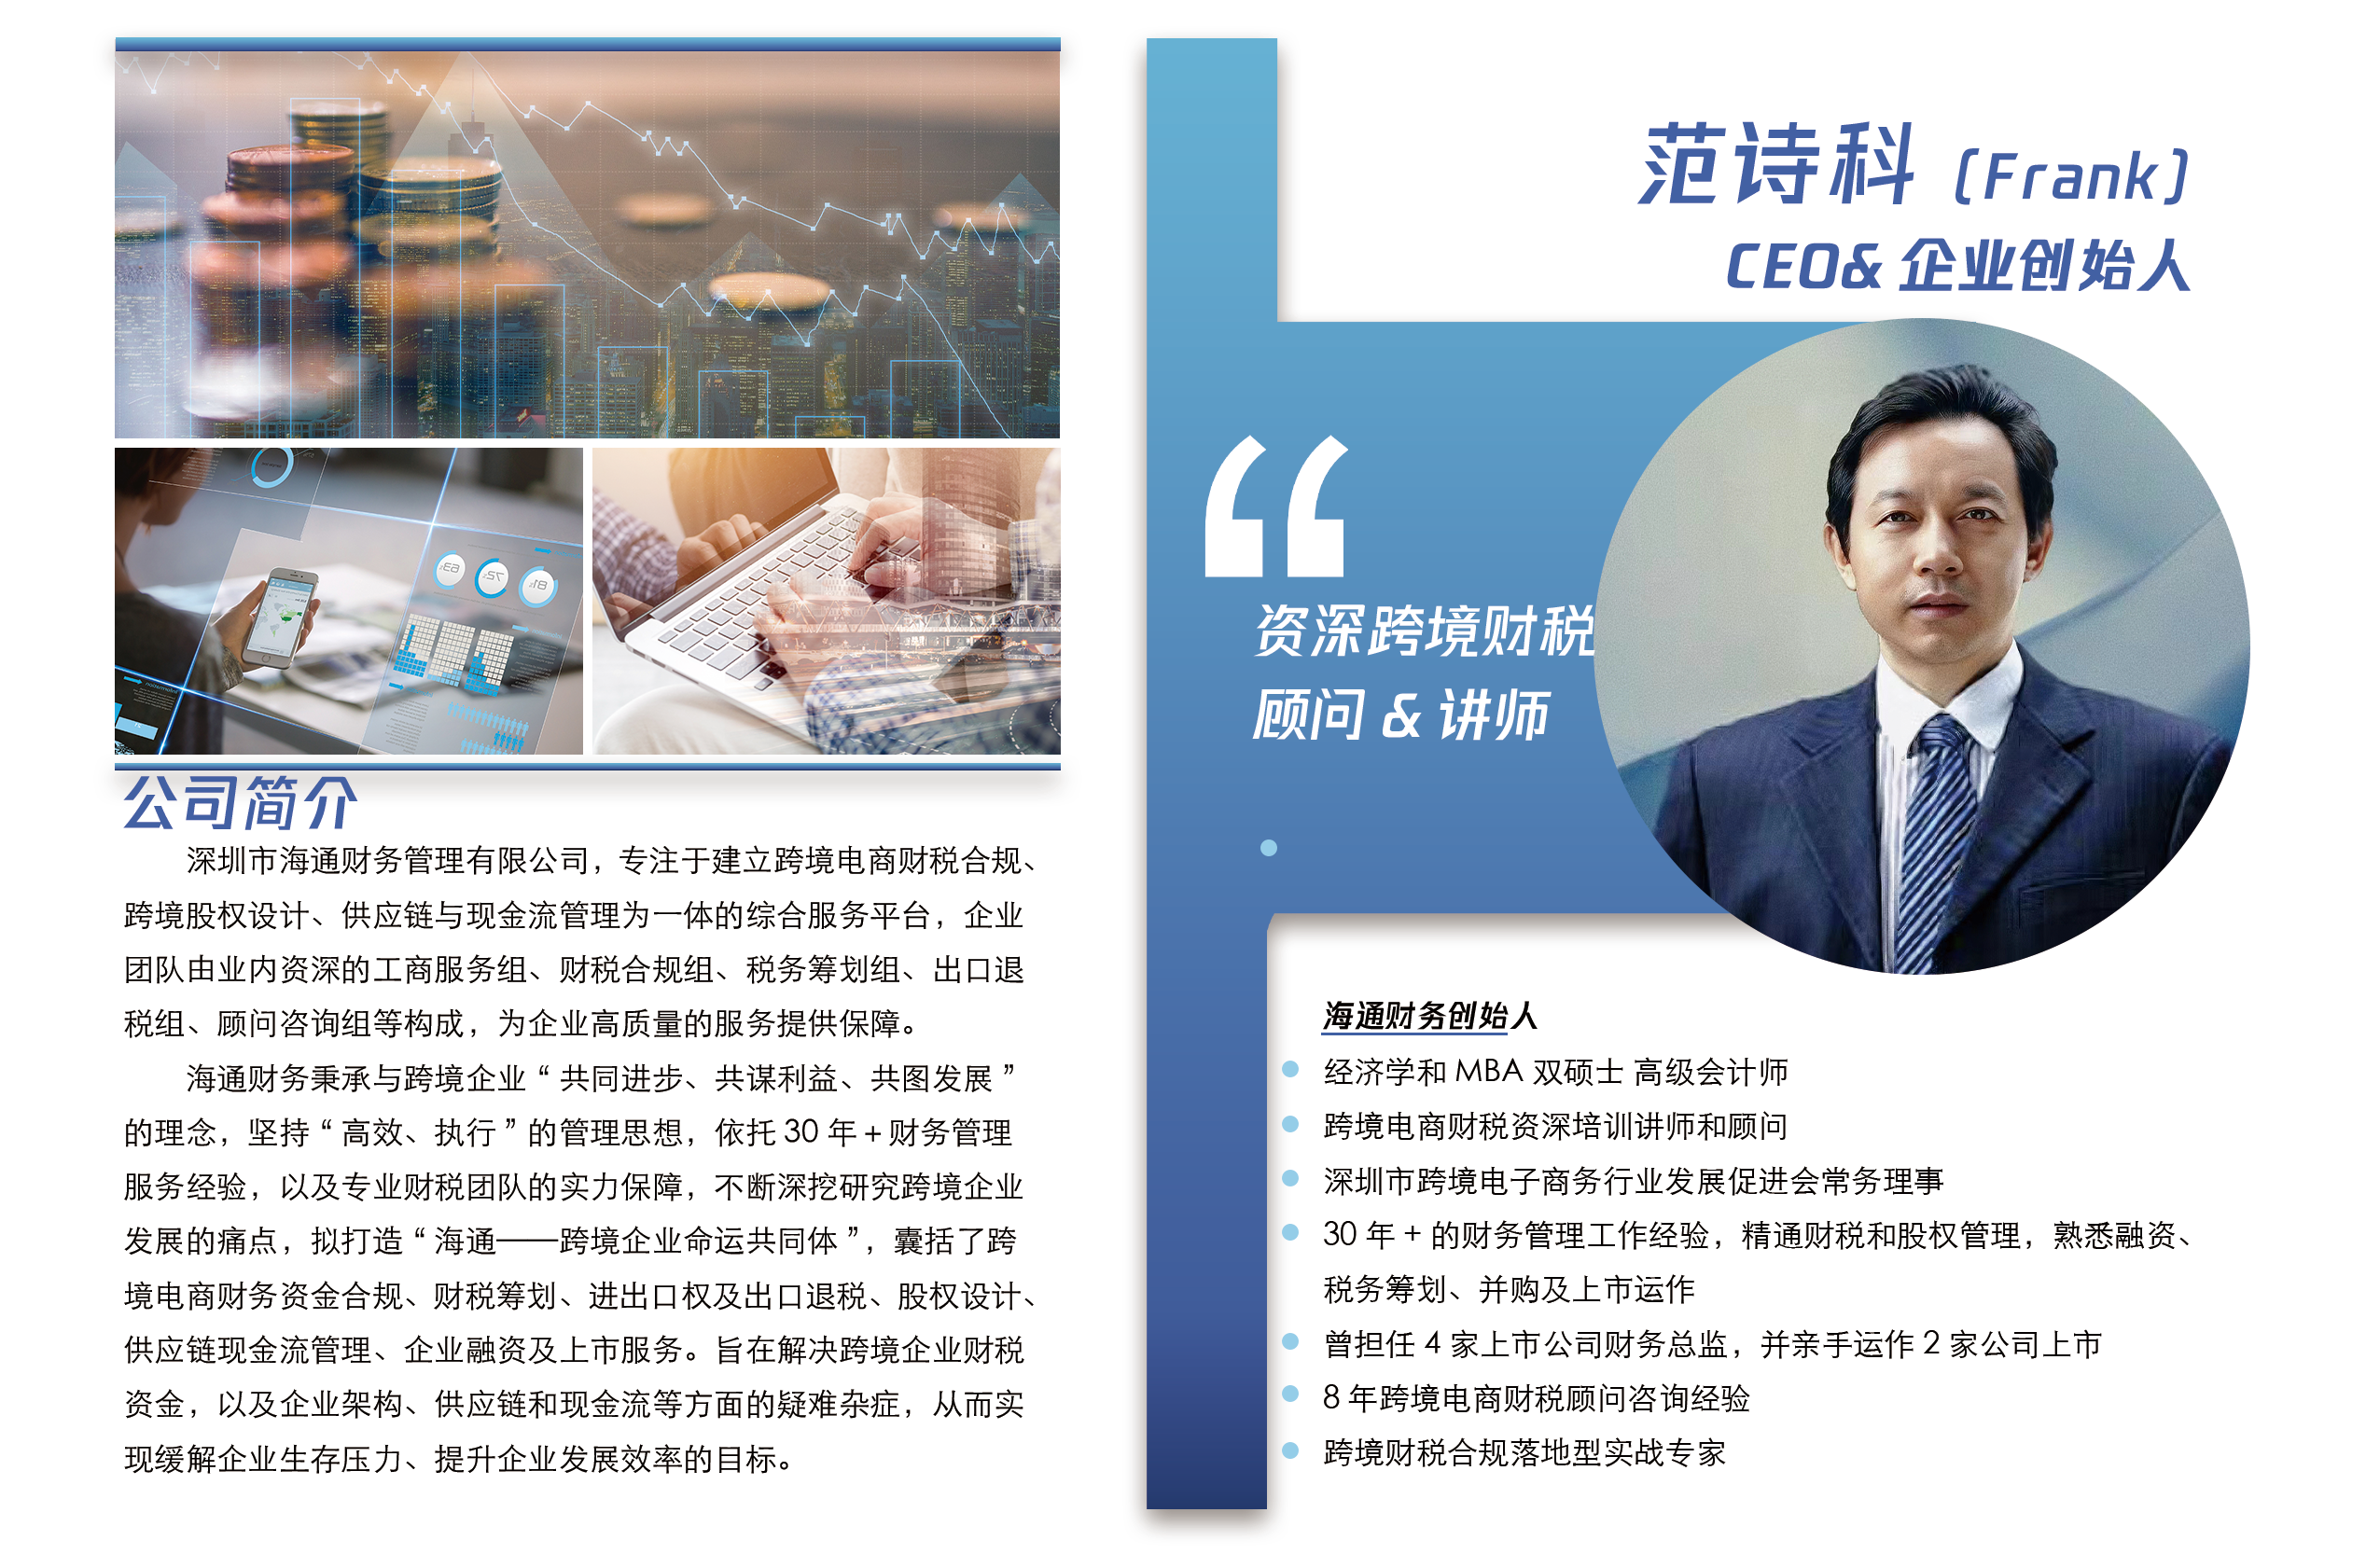 公司简介
深圳市海通财务管理有限公司，专注于建立跨境电商财税合规、
跨境股权设计、供应链与现金流管理为一体的综合服务平台，企业
团队由业内资深的工商服务组、财税合规组、税务筹划组、出口退
税组、顾问咨询组等构成，为企业高质量的服务提供保障。
海通财务秉承与跨境企业“共同进步、共谋利益、共图发展”
的理念，坚持“高效、执行”的管理思想，依托 30 年+财务管理
服务经验，以及专业财税团队的实力保障，不断深挖研究跨境企业
发展的痛点，拟打造“海通——跨境企业命运共同体”，囊括了跨
境电商财务资金合规、财税筹划、进出口权及出口退税、股权设计、
供应链现金流管理、企业融资及上市服务。旨在解决跨境企业财税
资金，以及企业架构、供应链和现金流等方面的疑难杂症，从而实
现缓解企业生存压力、提升企业发展效率的目标。
范诗科（Frank）
CEO& 企业创始人
“
资深跨境财税
顾问 & 讲师
海通财务创始人
经济学和 MBA 双硕士 高级会计师
跨境电商财税资深培训讲师和顾问
深圳市跨境电子商务行业发展促进会常务理事
30 年 + 的财务管理工作经验，精通财税和股权管理，熟悉融资、
税务筹划、并购及上市运作
曾担任 4 家上市公司财务总监，并亲手运作 2 家公司上市
8 年跨境电商财税顾问咨询经验
跨境财税合规落地型实战专家